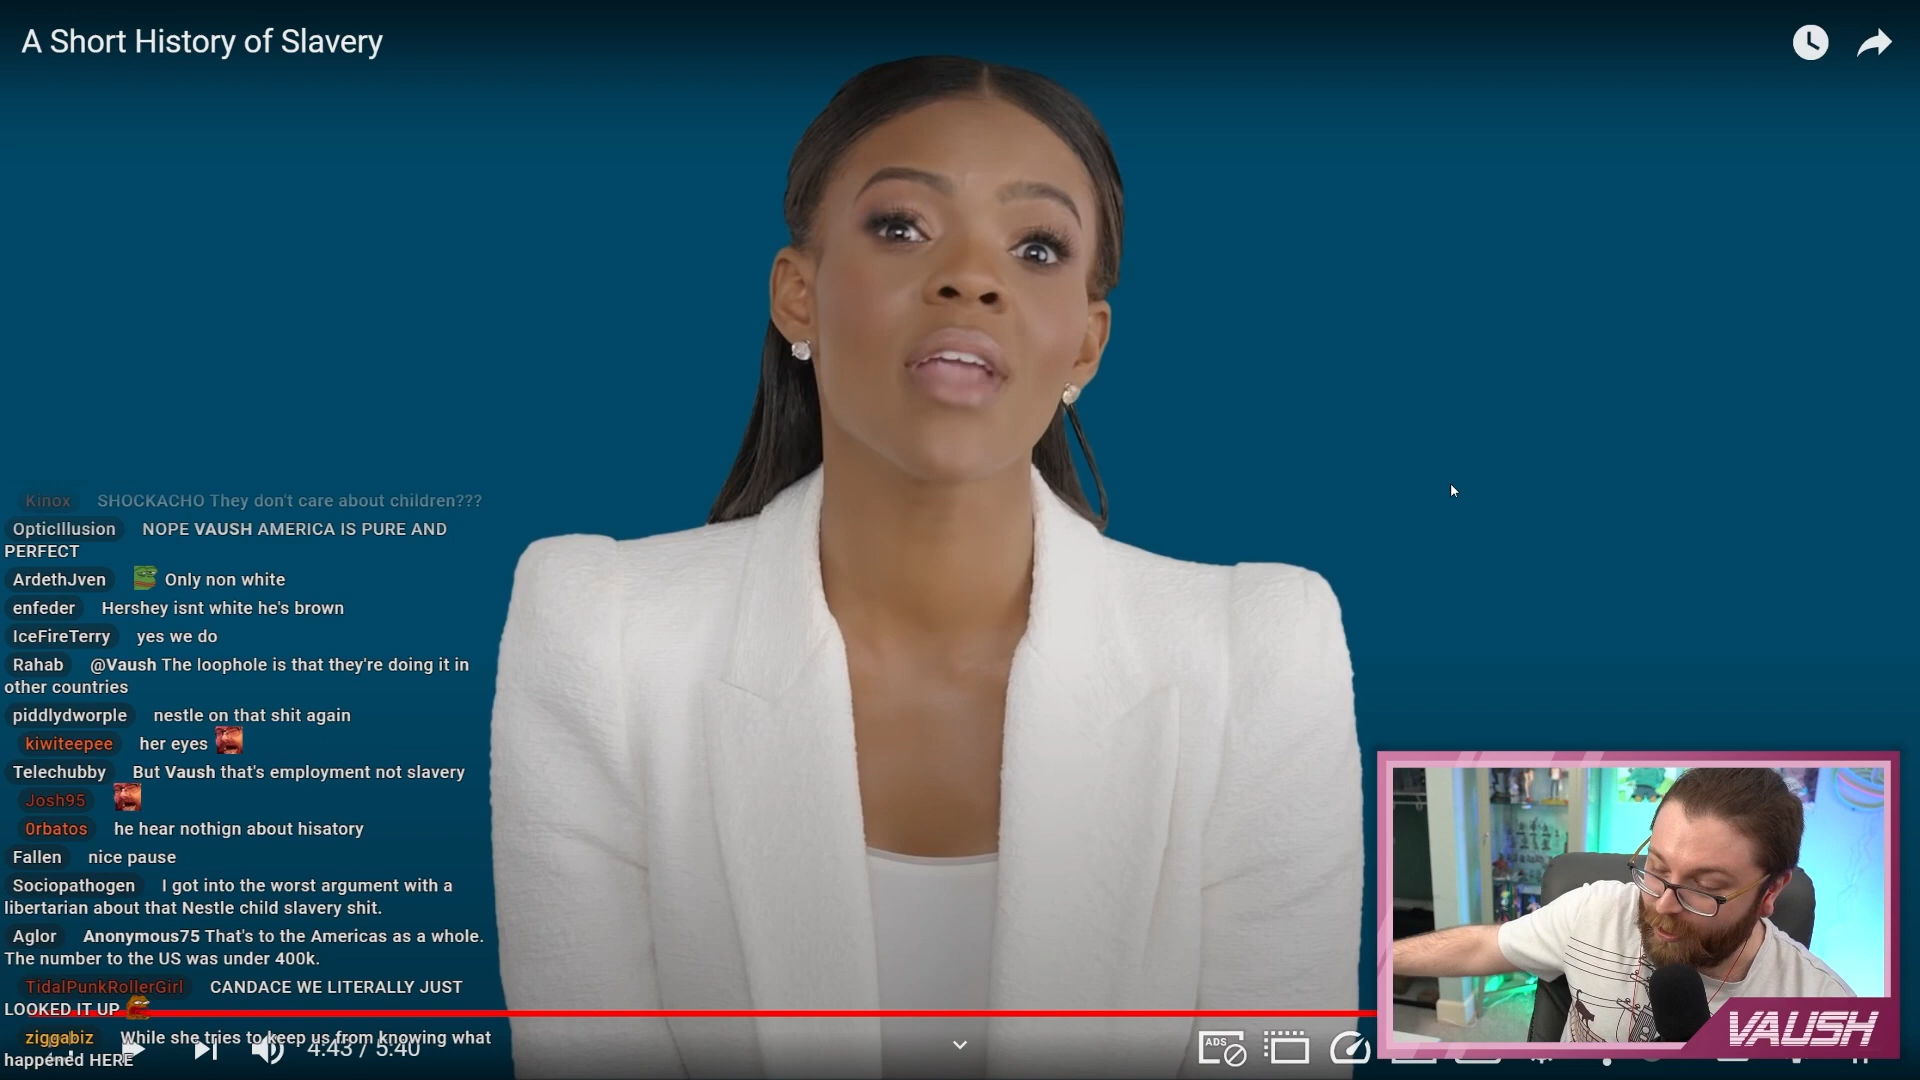 A Short History of Slavery
Kinox SHOCKACHO They don't care about children???
OpticIllusion NOPE VAUSH AMERICA IS PURE AND
PERFECT
ArdethJven Only non white
enfeder Hershey isnt white he's brown
IceFireTerry yes we do
Rahab @Vaush The loophole is that they're doing it in
other countries
piddlydworple nestle on that shit again
kiwiteepee her eyes
Telechubby But Vaush that's employment not slavery
Josh95
0rbatos he hear nothign about hisatory
Fallen nice pause
Sociopathogen I got into the worst argument with a
libertarian about that Nestle child slavery shit.
Aglor Anonymous75 That's to the Americas as a whole.
The number to the US was under 400k.
TidalPunkRollerGirl CANDACE WE LITERALLY JUST
LOOKED IT UP
ziggabiz While she tries to keep us from knowing what
happened HERE
4:43 / 5:40
ADS
VAUSH